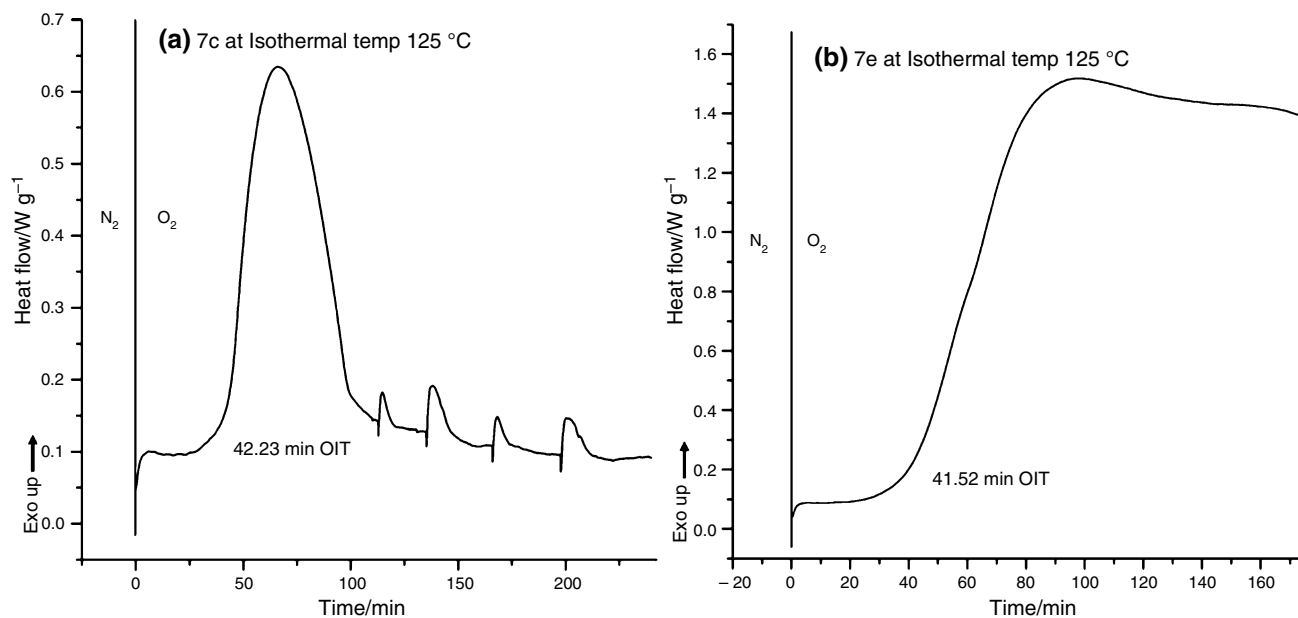 (a) 7c at Isothermal temp 125 °C
0.7
0.6
0.5
0.4
0.3
0.2
0.1
0.0
Heat flow/W g⁻¹
Exo up
N₂
O₂
42.23 min OIT
0
50
100
150
200
Time/min
(b) 7e at Isothermal temp 125 °C
1.6
1.4
1.2
1.0
0.8
0.6
0.4
0.2
0.0
Heat flow/W g⁻¹
Exo up
N₂
O₂
41.52 min OIT
– 20
0
20
40
60
80
100
120
140
160
Time/min